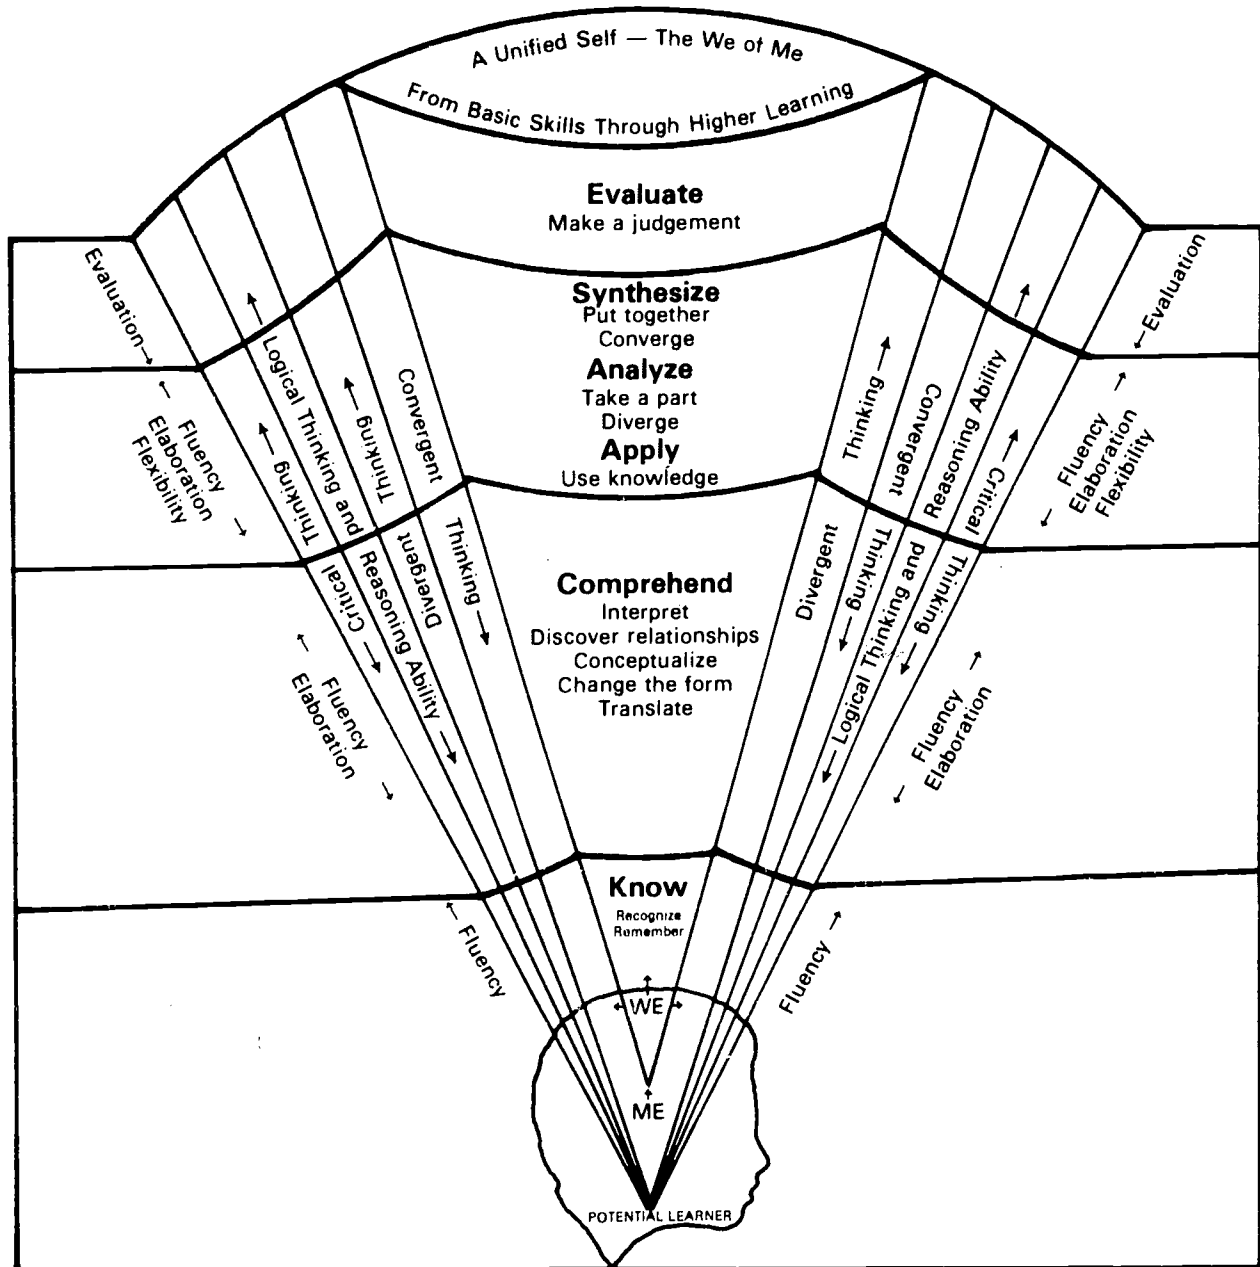 A Unified Self — The We of Me
From Basic Skills Through Higher Learning
Evaluate
Make a judgement
Synthesize
Put together
Converge
Analyze
Take a part
Diverge
Apply
Use knowledge
Comprehend
Interpret
Discover relationships
Conceptualize
Change the form
Translate
Know
Recognize
Remember
WE
ME
POTENTIAL LEARNER
Evaluation
Fluency
Elaboration
Flexibility
Fluency
Elaboration
Fluency
Critical Thinking
Logical Thinking and Reasoning Ability
Divergent Thinking
Convergent Thinking
Thinking
Divergent
Convergent Thinking
Logical Thinking and Reasoning Ability
Critical Thinking
Evaluation
Fluency
Elaboration
Flexibility
Fluency
Elaboration
Fluency